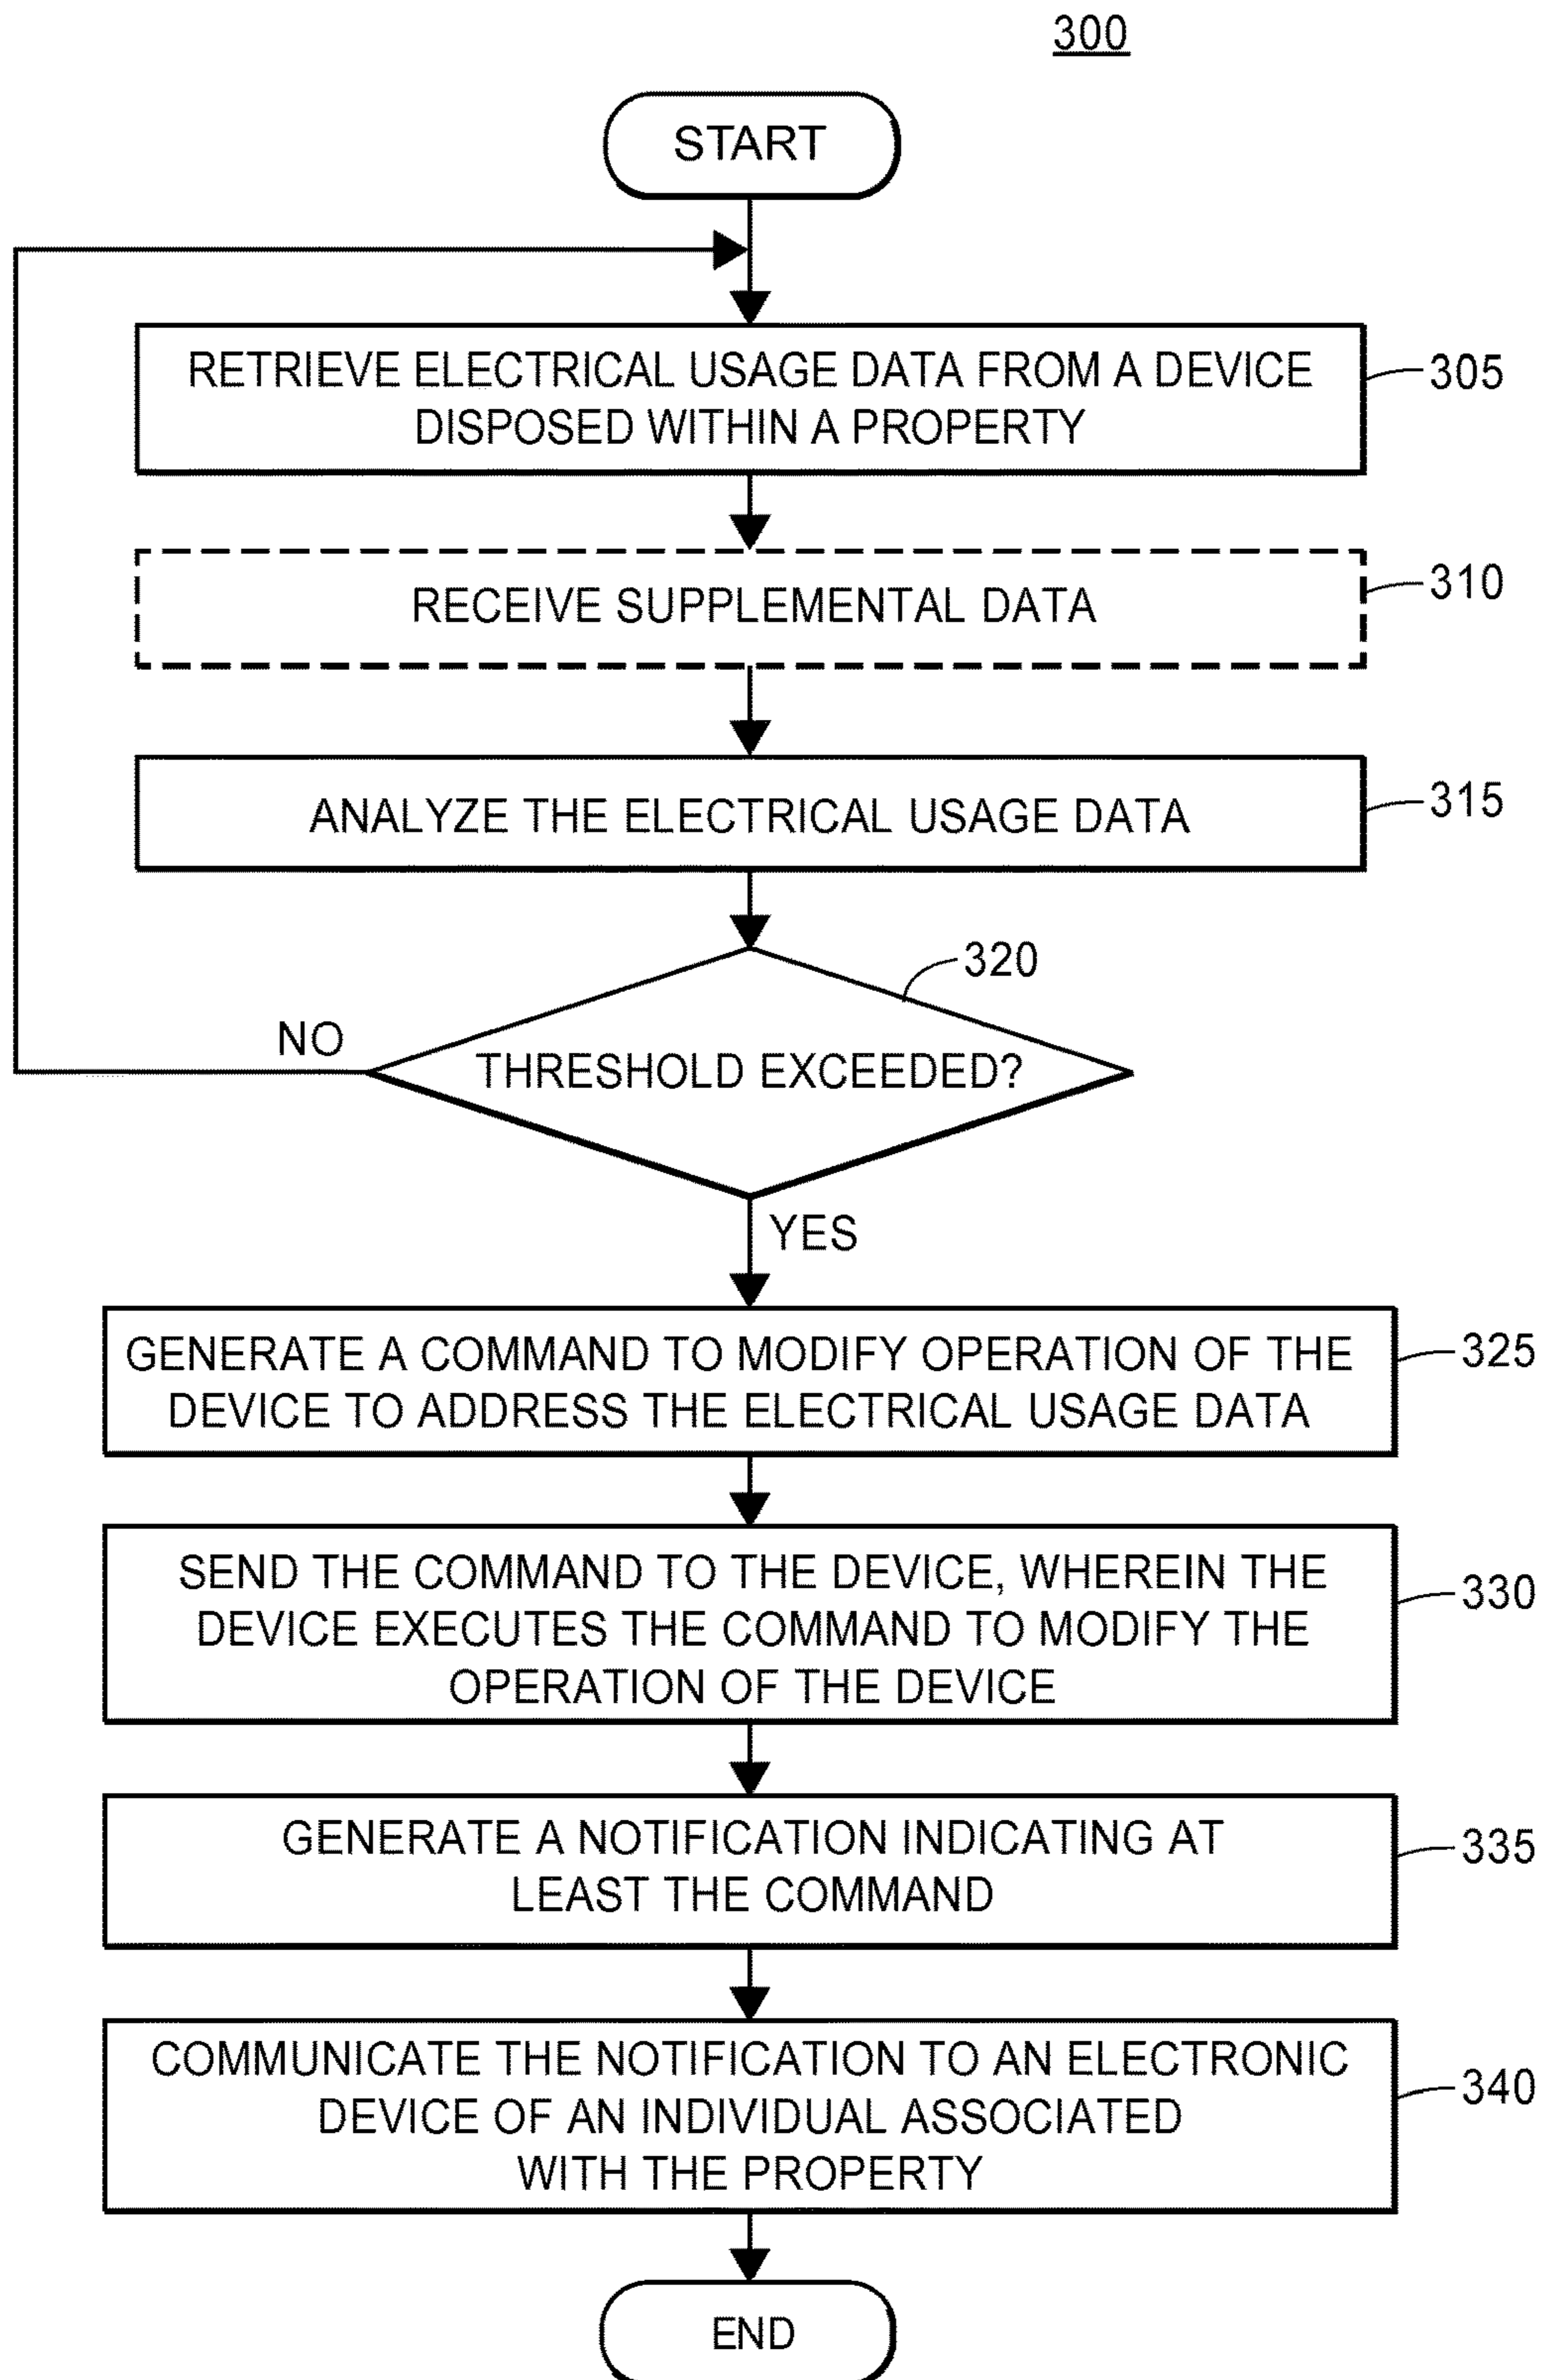 300
START
RETRIEVE ELECTRICAL USAGE DATA FROM A DEVICE
DISPOSED WITHIN A PROPERTY
305
RECEIVE SUPPLEMENTAL DATA
310
ANALYZE THE ELECTRICAL USAGE DATA
315
320
NO
THRESHOLD EXCEEDED?
YES
GENERATE A COMMAND TO MODIFY OPERATION OF THE
DEVICE TO ADDRESS THE ELECTRICAL USAGE DATA
325
SEND THE COMMAND TO THE DEVICE, WHEREIN THE
DEVICE EXECUTES THE COMMAND TO MODIFY THE
OPERATION OF THE DEVICE
330
GENERATE A NOTIFICATION INDICATING AT
LEAST THE COMMAND
335
COMMUNICATE THE NOTIFICATION TO AN ELECTRONIC
DEVICE OF AN INDIVIDUAL ASSOCIATED
WITH THE PROPERTY
340
END